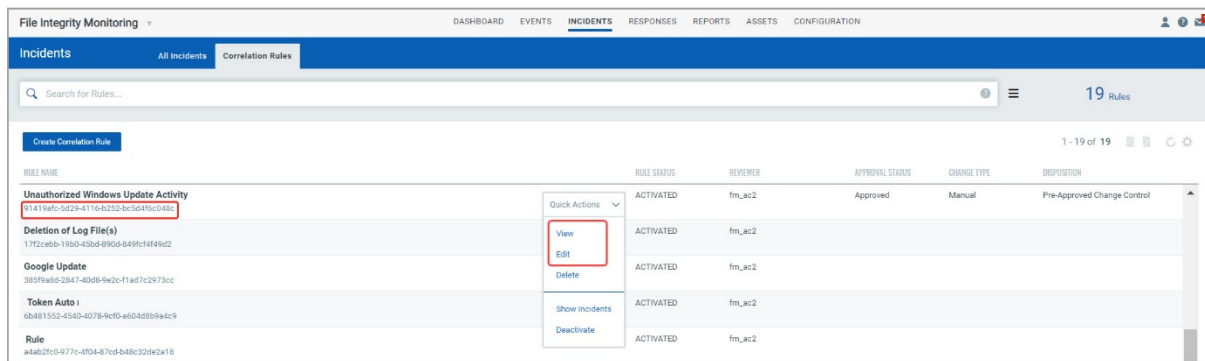 File Integrity Monitoring
DASHBOARD EVENTS INCIDENTS RESPONSES REPORTS ASSETS CONFIGURATION
Incidents All Incidents Correlation Rules
Search for Rules...
19 Rules
Create Correlation Rule
1 - 19 of 19
RULE NAME RULE STATUS REVIEWER APPROVAL STATUS CHANGE TYPE DISPOSITION
Unauthorized Windows Update Activity
91419afc-5d29-4116-b252-bc5d4f6c048c
Quick Actions
ACTIVATED fm_ac2 Approved Manual Pre-Approved Change Control
View
Edit
Delete
Show Incidents
Deactivate
Deletion of Log File(s)
17f2cebb-19b0-45bd-890d-849fcf4f49d2
ACTIVATED fm_ac2
Google Update
385f9a8d-2847-40d8-9e2c-f1ad7c2973cc
ACTIVATED fm_ac2
Token Auto
6b481552-4540-4078-9cf0-a604d8b9a4c9
ACTIVATED fm_ac2
Rule
a4ab2fc0-977c-4f04-87cd-b48c32de2a18
ACTIVATED fm_ac2